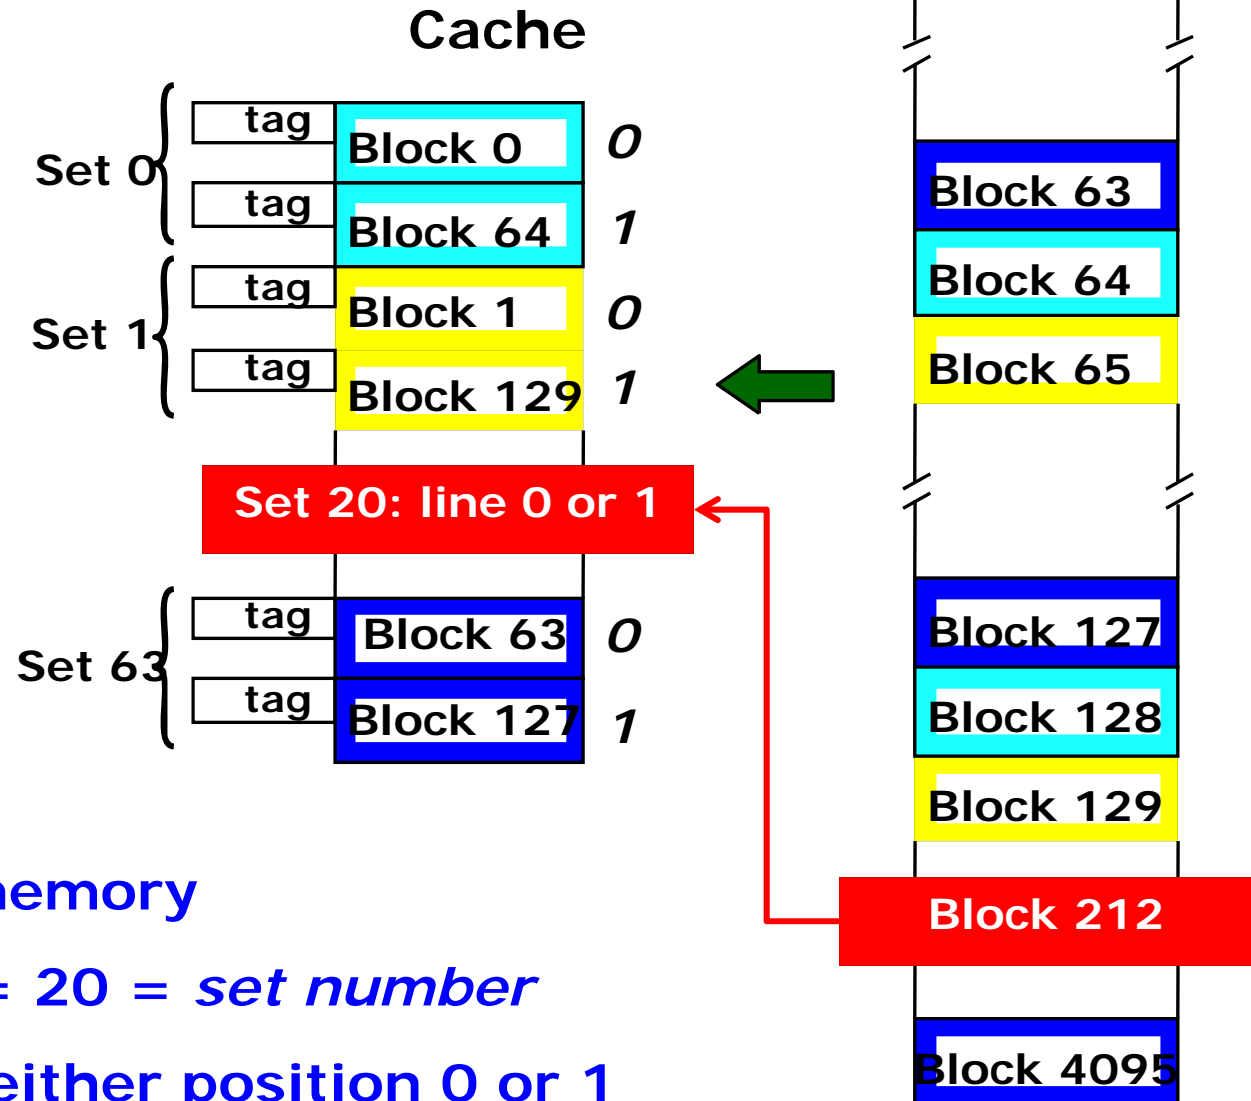 Cache
tag
Block 0
0
Set 0
tag
Block 64
1
tag
Block 1
0
Set 1
tag
Block 129
1
Set 20: line 0 or 1
tag
Block 63
0
Set 63
tag
Block 127
1
Block 63
Block 64
Block 65
Block 127
Block 128
Block 129
Block 212
Block 4095
= 20 = set number
either position 0 or 1